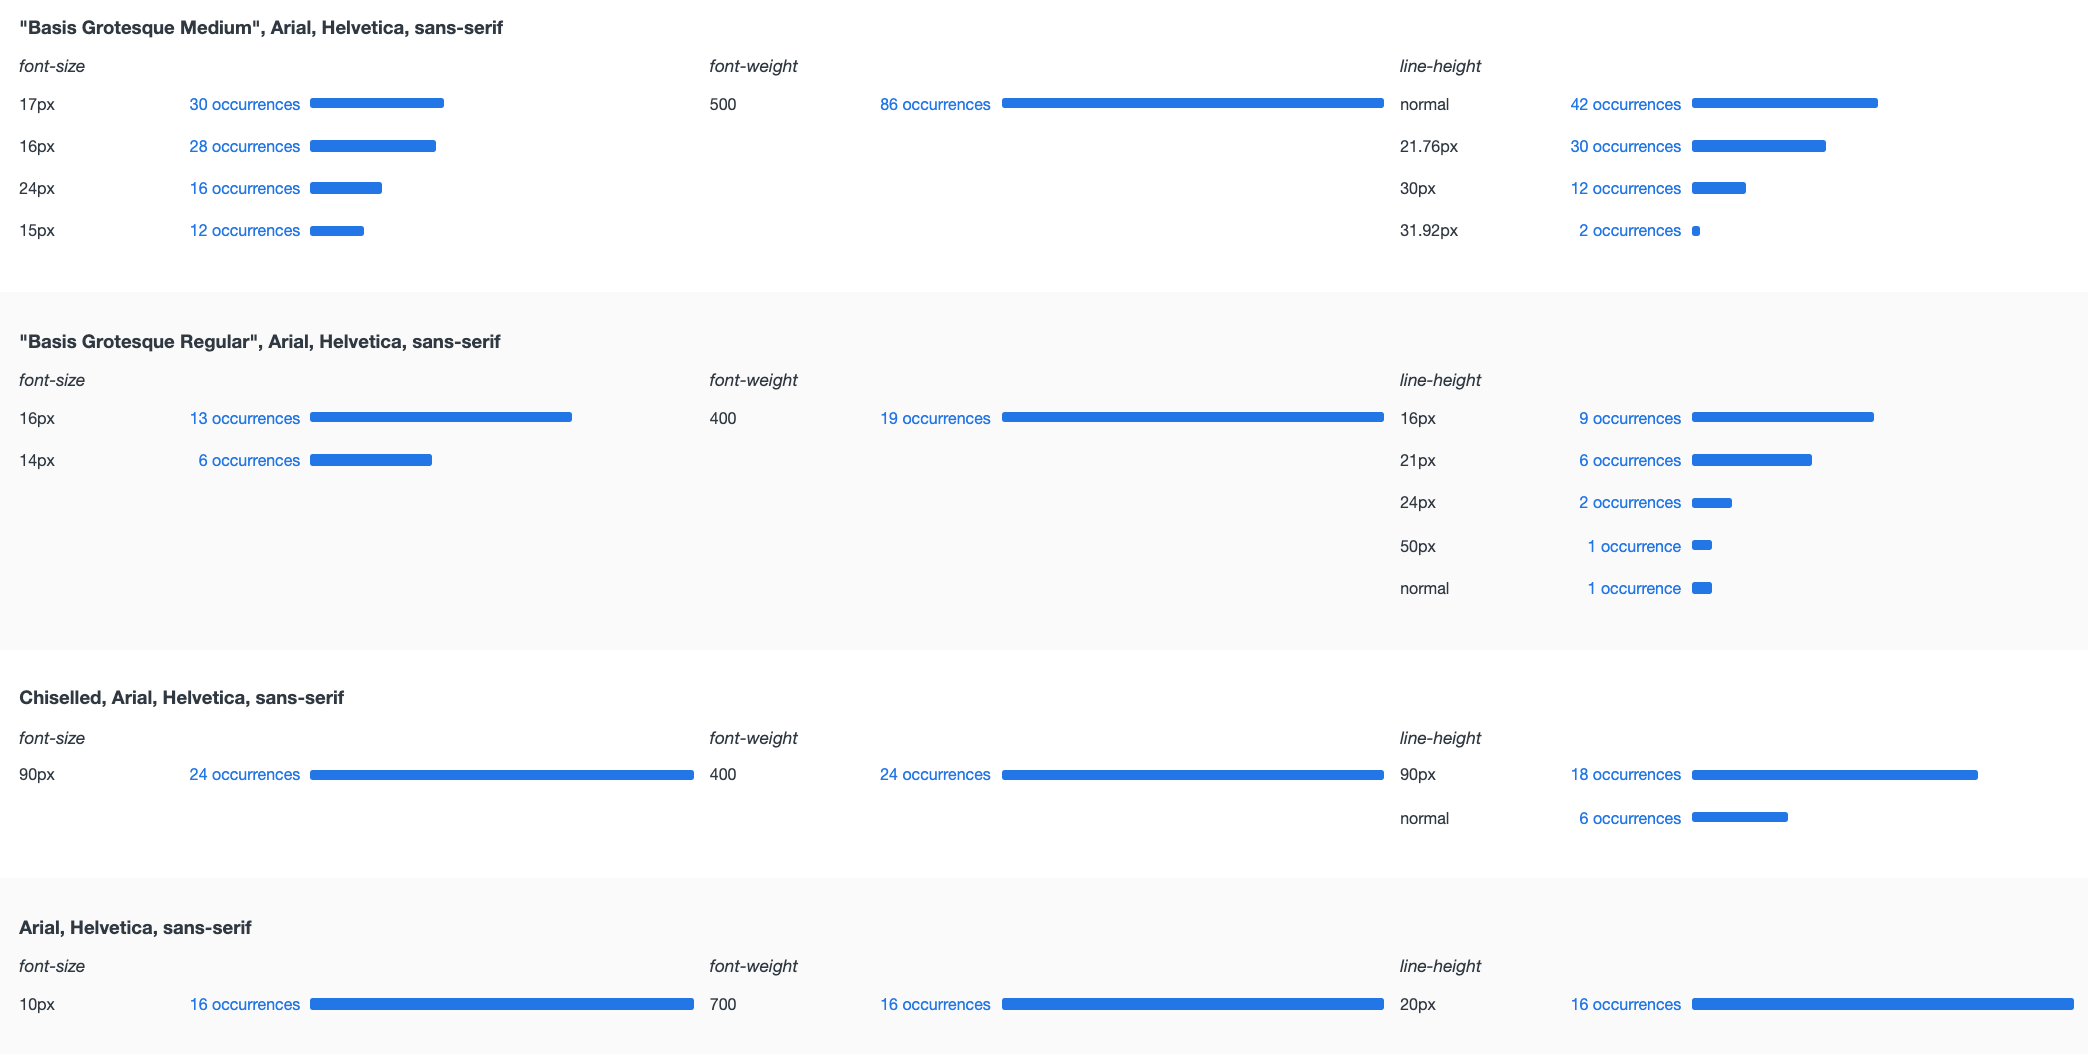 "Basis Grotesque Medium", Arial, Helvetica, sans-serif
font-size font-weight line-height
17px 30 occurrences 500 86 occurrences normal 42 occurrences
16px 28 occurrences 21.76px 30 occurrences
24px 16 occurrences 30px 12 occurrences
15px 12 occurrences 31.92px 2 occurrences
"Basis Grotesque Regular", Arial, Helvetica, sans-serif
font-size font-weight line-height
16px 13 occurrences 400 19 occurrences 16px 9 occurrences
14px 6 occurrences 21px 6 occurrences
24px 2 occurrences
50px 1 occurrence
normal 1 occurrence
Chiselled, Arial, Helvetica, sans-serif
font-size font-weight line-height
90px 24 occurrences 400 24 occurrences 90px 18 occurrences
normal 6 occurrences
Arial, Helvetica, sans-serif
font-size font-weight line-height
10px 16 occurrences 700 16 occurrences 20px 16 occurrences